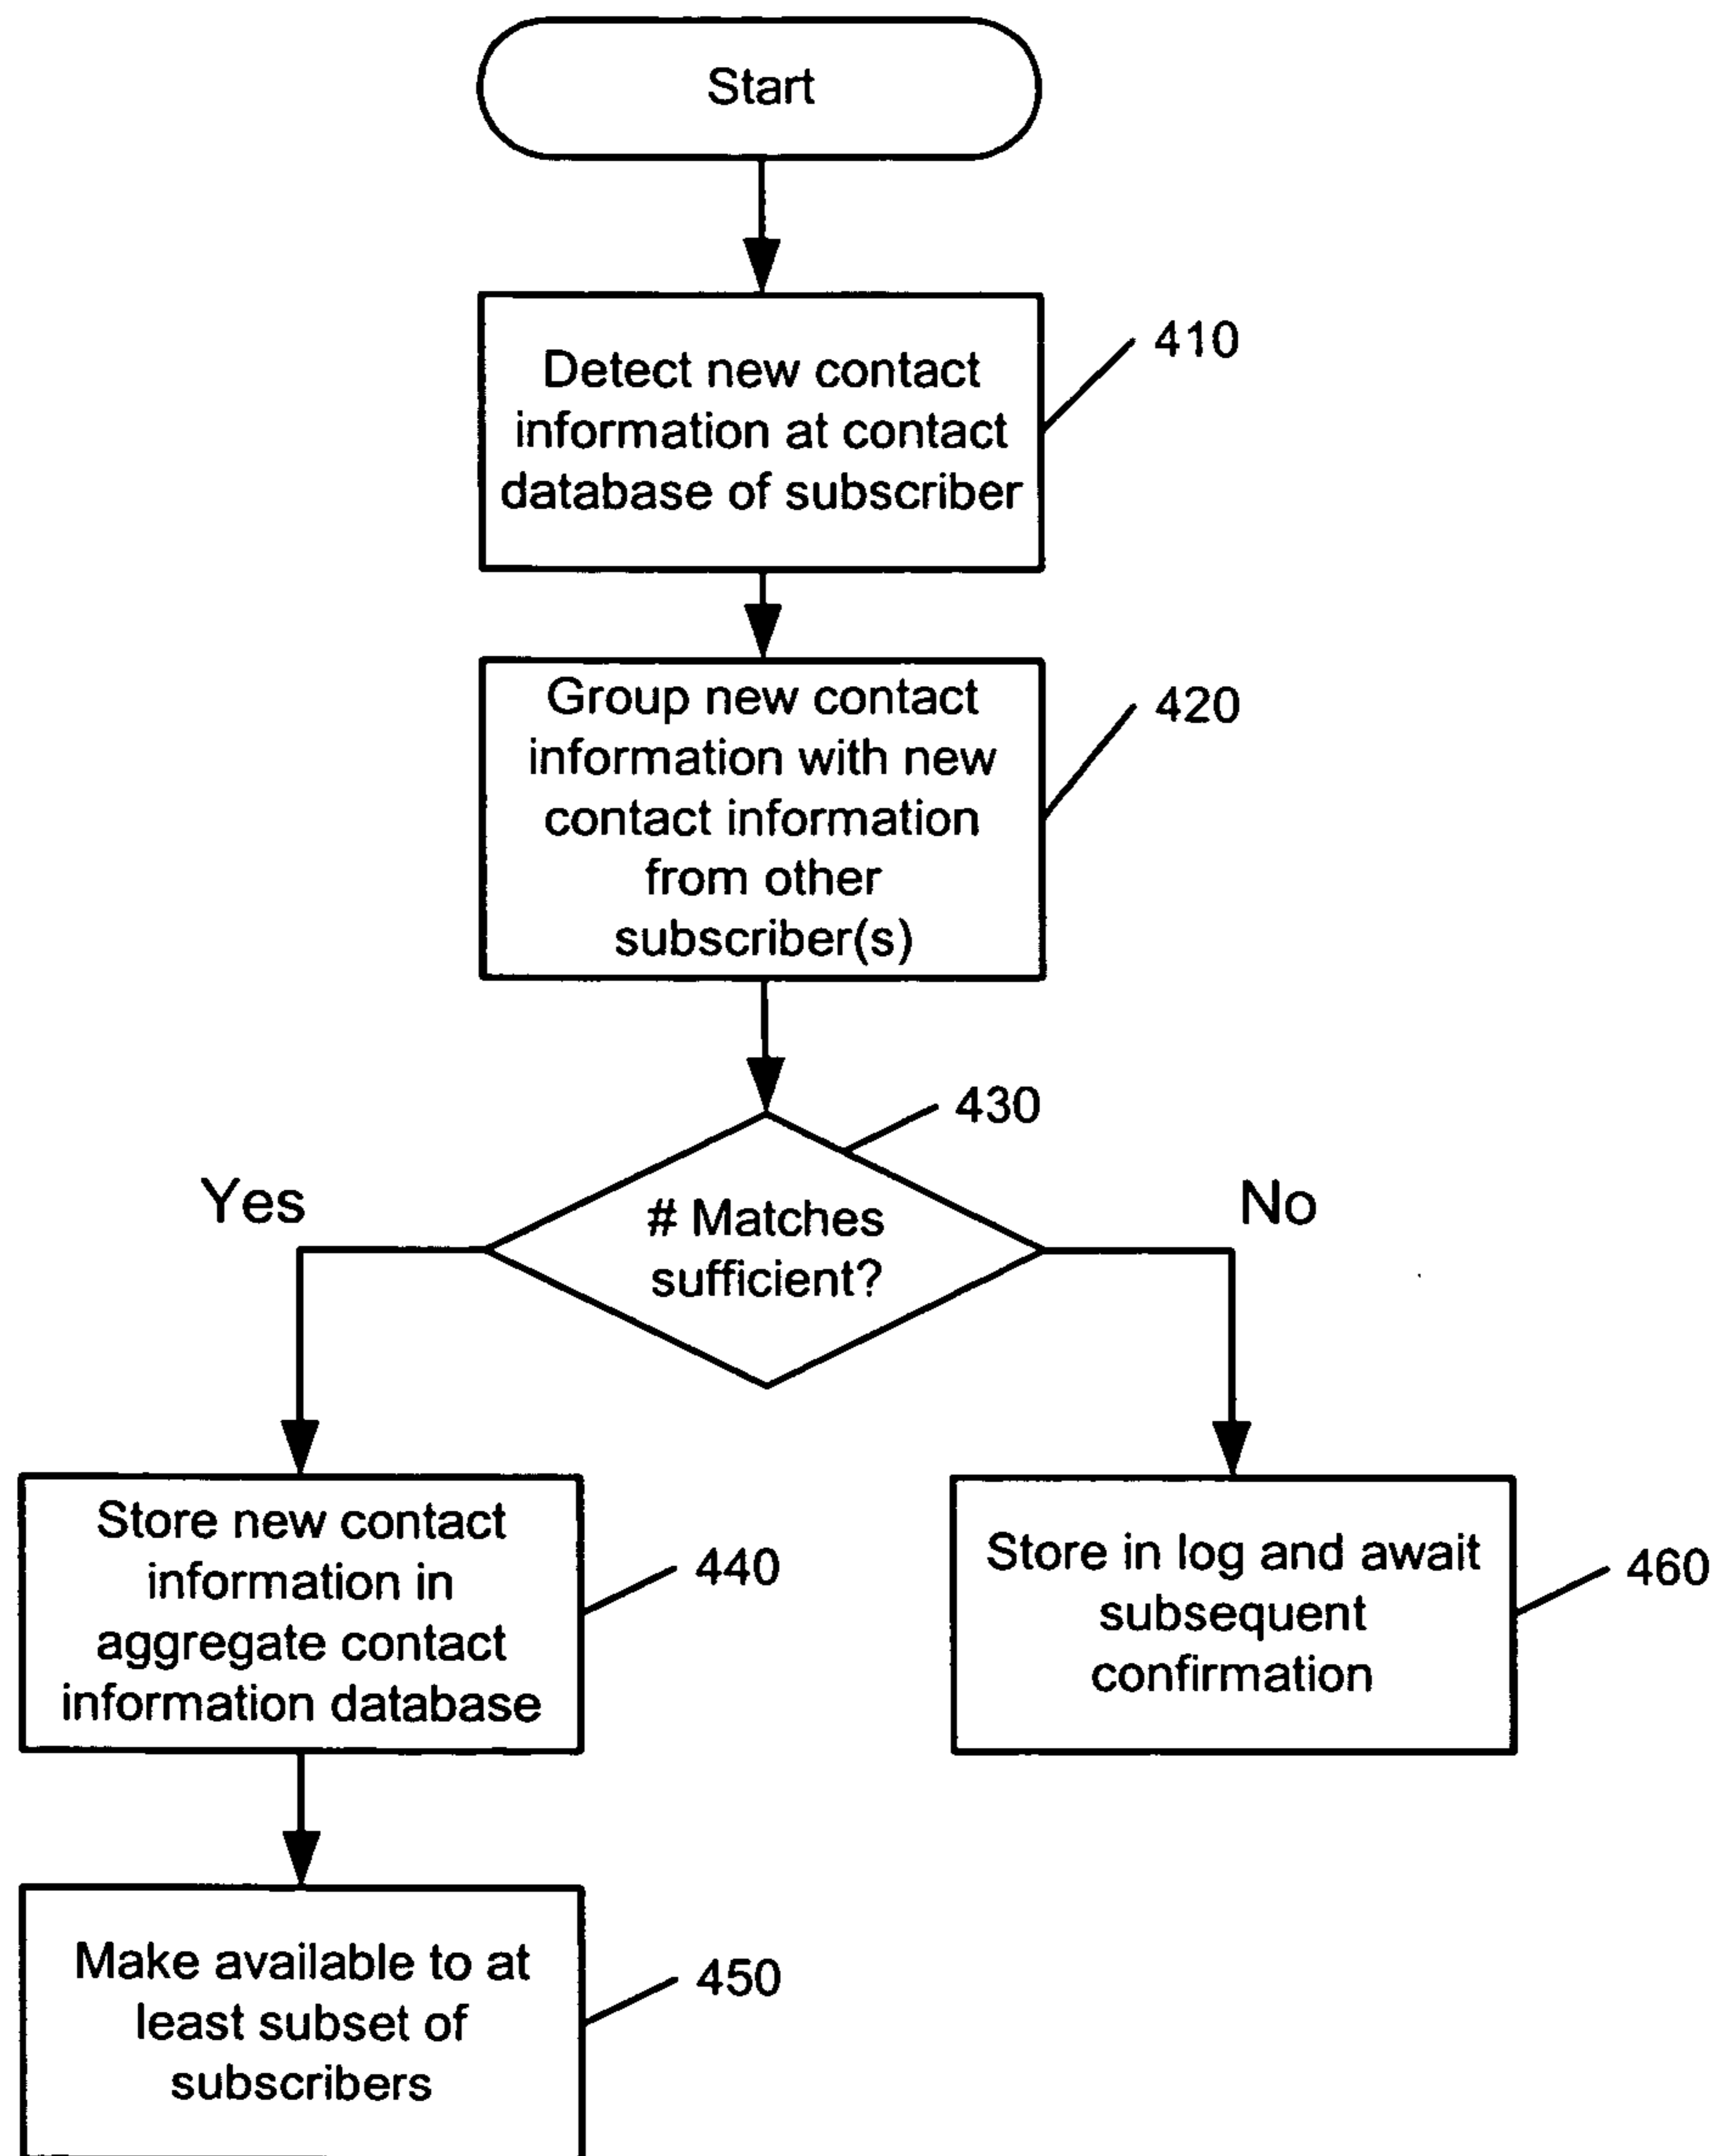 Start
Detect new contact
information at contact
database of subscriber
410
Group new contact
information with new
contact information
from other
subscriber(s)
420
430
# Matches
sufficient?
Yes
No
Store new contact
information in
aggregate contact
information database
440
Store in log and await
subsequent
confirmation
460
Make available to at
least subset of
subscribers
450